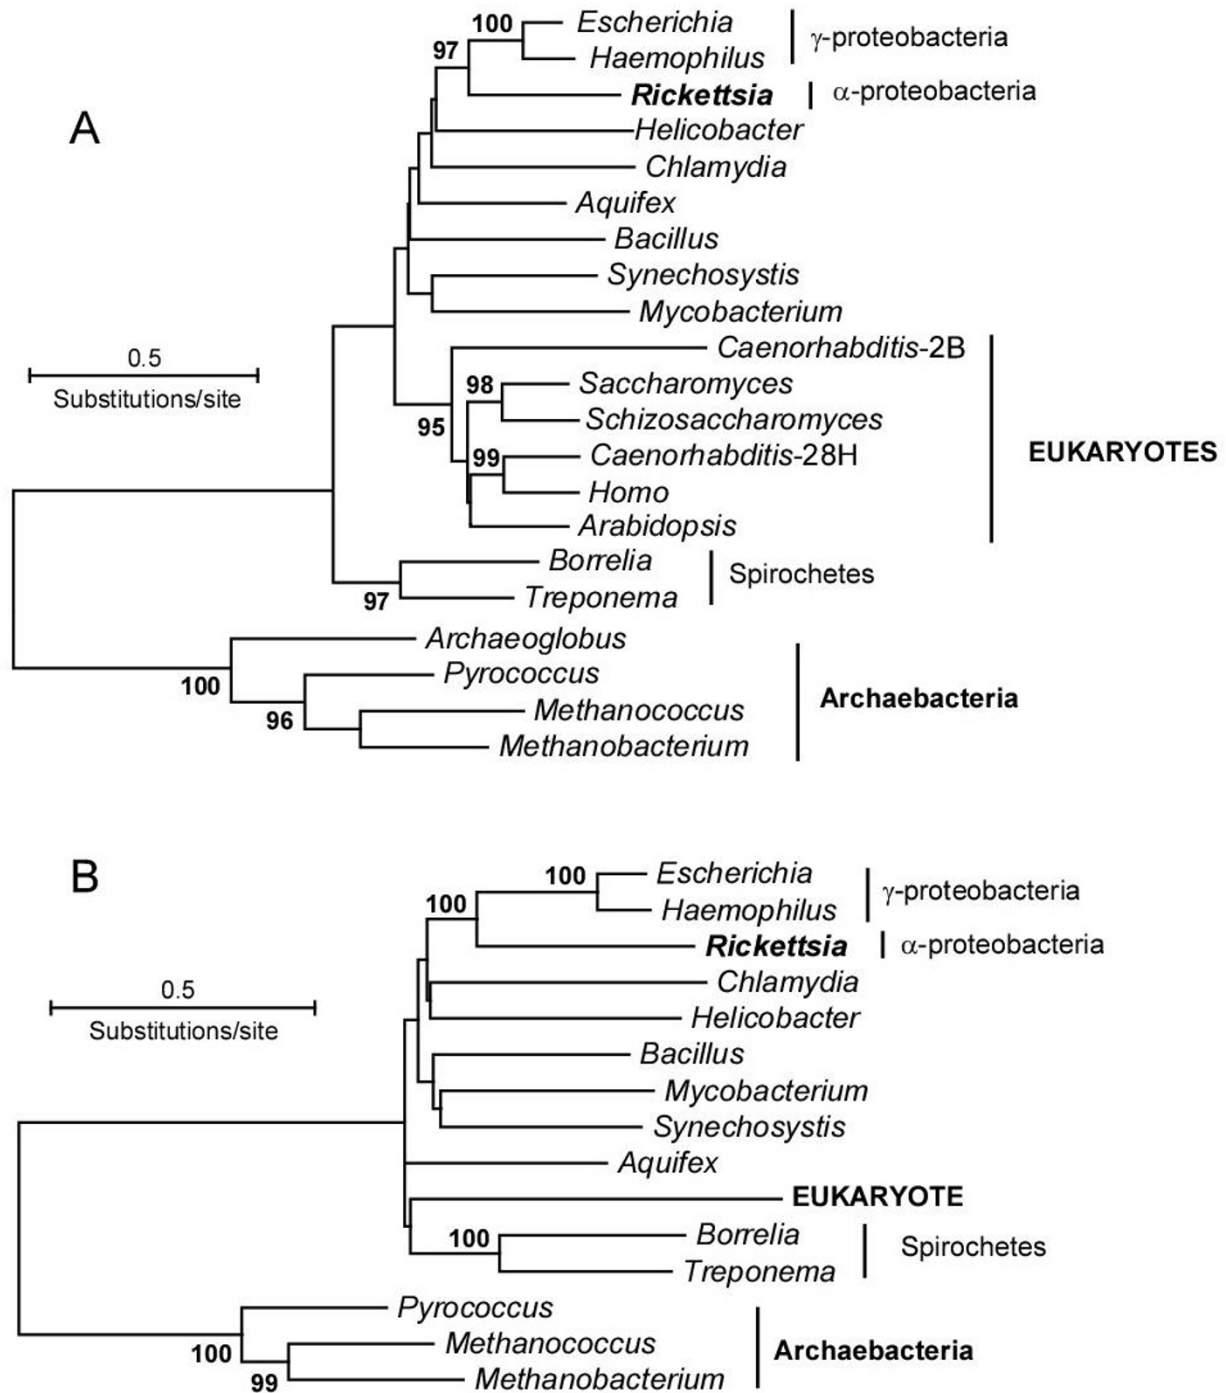 100 Escherichia
γ-proteobacteria
97 Haemophilus
Rickettsia α-proteobacteria
A
Helicobacter
Chlamydia
Aquifex
Bacillus
Synechosystis
Mycobacterium
0.5
Substitutions/site
Caenorhabditis-2B
98 Saccharomyces
95 Schizosaccharomyces
EUKARYOTES
99 Caenorhabditis-28H
Homo
Arabidopsis
Borrelia
Spirochetes
97 Treponema
Archaeoglobus
100 Pyrococcus
Archaebacteria
96 Methanococcus
Methanobacterium
B
100 Escherichia
γ-proteobacteria
100 Haemophilus
Rickettsia α-proteobacteria
0.5
Substitutions/site
Chlamydia
Helicobacter
Bacillus
Mycobacterium
Synechosystis
Aquifex
EUKARYOTE
100 Borrelia
Spirochetes
Treponema
Pyrococcus
100 Methanococcus
Archaebacteria
99 Methanobacterium